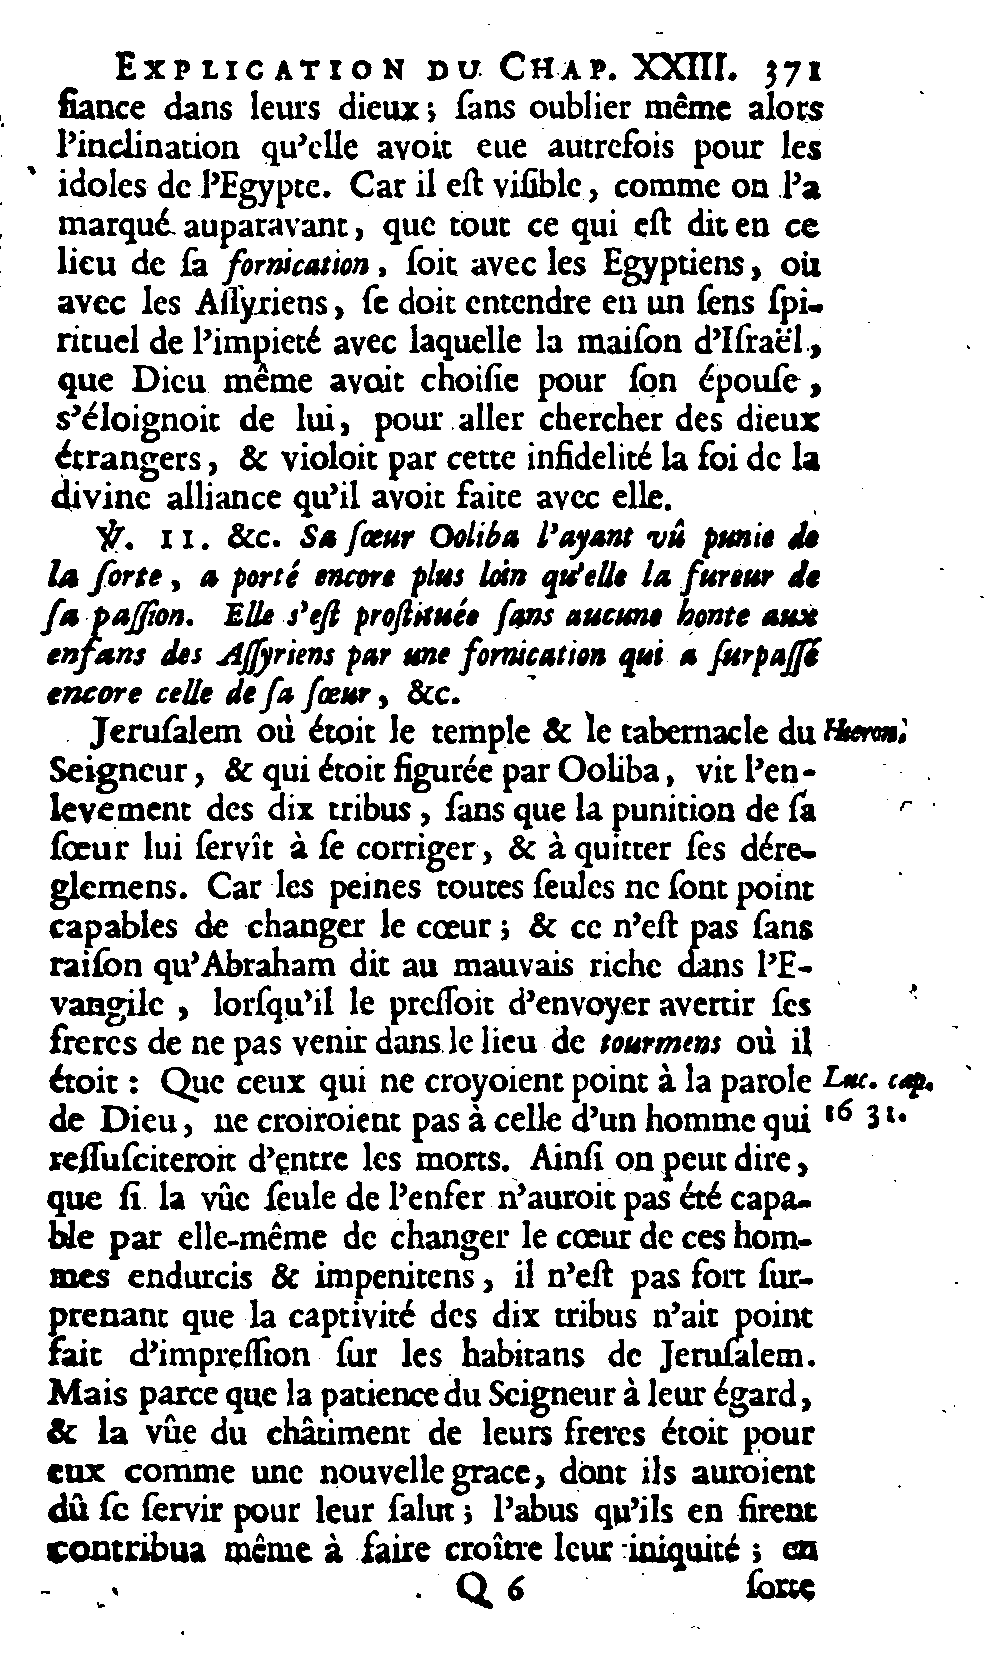 EXPLICATION DU CHAP. XXIII. 371
fiance dans leurs dieux ; ſans oublier même alors
l'inclination qu'elle avoit eue autrefois pour les
idoles de l'Egypte. Car il eſt viſible, comme on l'a
marqué auparavant, que tout ce qui eſt dit en ce
lieu de ſa fornication, ſoit avec les Egyptiens, où
avec les Aſſyriens, ſe doit entendre en un ſens ſpi-
rituel de l'impieté avec laquelle la maiſon d'Iſraël,
que Dieu même avoit choiſie pour ſon épouſe,
s'éloignoit de lui, pour aller chercher des dieux
étrangers, & violoit par cette infidelité la foi de la
divine alliance qu'il avoit faite avec elle.
℣. 11. &c. Sa ſœur Ooliba l'ayant vû punie de
la ſorte, a porté encore plus loin qu'elle la fureur de
ſa paſſion. Elle s'eſt proſtituée ſans aucune honte aux
enfans des Aſſyriens par une fornication qui a ſurpaſſé
encore celle de ſa ſœur, &c.
Jeruſalem où étoit le temple & le tabernacle du Hieron.
Seigneur, & qui étoit figurée par Ooliba, vit l'en-
levement des dix tribus, ſans que la punition de ſa
ſœur lui ſervît à ſe corriger, & à quitter ſes dére-
glemens. Car les peines toutes ſeules ne ſont point
capables de changer le cœur ; & ce n'eſt pas ſans
raiſon qu'Abraham dit au mauvais riche dans l'E-
vangile, lorſqu'il le preſſoit d'envoyer avertir ſes
freres de ne pas venir dans le lieu de tourmens où il
étoit : Que ceux qui ne croyoient point à la parole Luc. cap.
de Dieu, ne croiroient pas à celle d'un homme qui 16 31.
reſſuſciteroit d'entre les morts. Ainſi on peut dire,
que ſi la vûe ſeule de l'enfer n'auroit pas été capa-
ble par elle-même de changer le cœur de ces hom-
mes endurcis & impenitens, il n'eſt pas fort ſur-
prenant que la captivité des dix tribus n'ait point
fait d'impreſſion ſur les habitans de Jeruſalem.
Mais parce que la patience du Seigneur à leur égard,
& la vûe du châtiment de leurs freres étoit pour
eux comme une nouvelle grace, dont ils auroient
dû ſe ſervir pour leur ſalut ; l'abus qu'ils en firent
contribua même à faire croître leur iniquité ; en
Q 6 ſorte